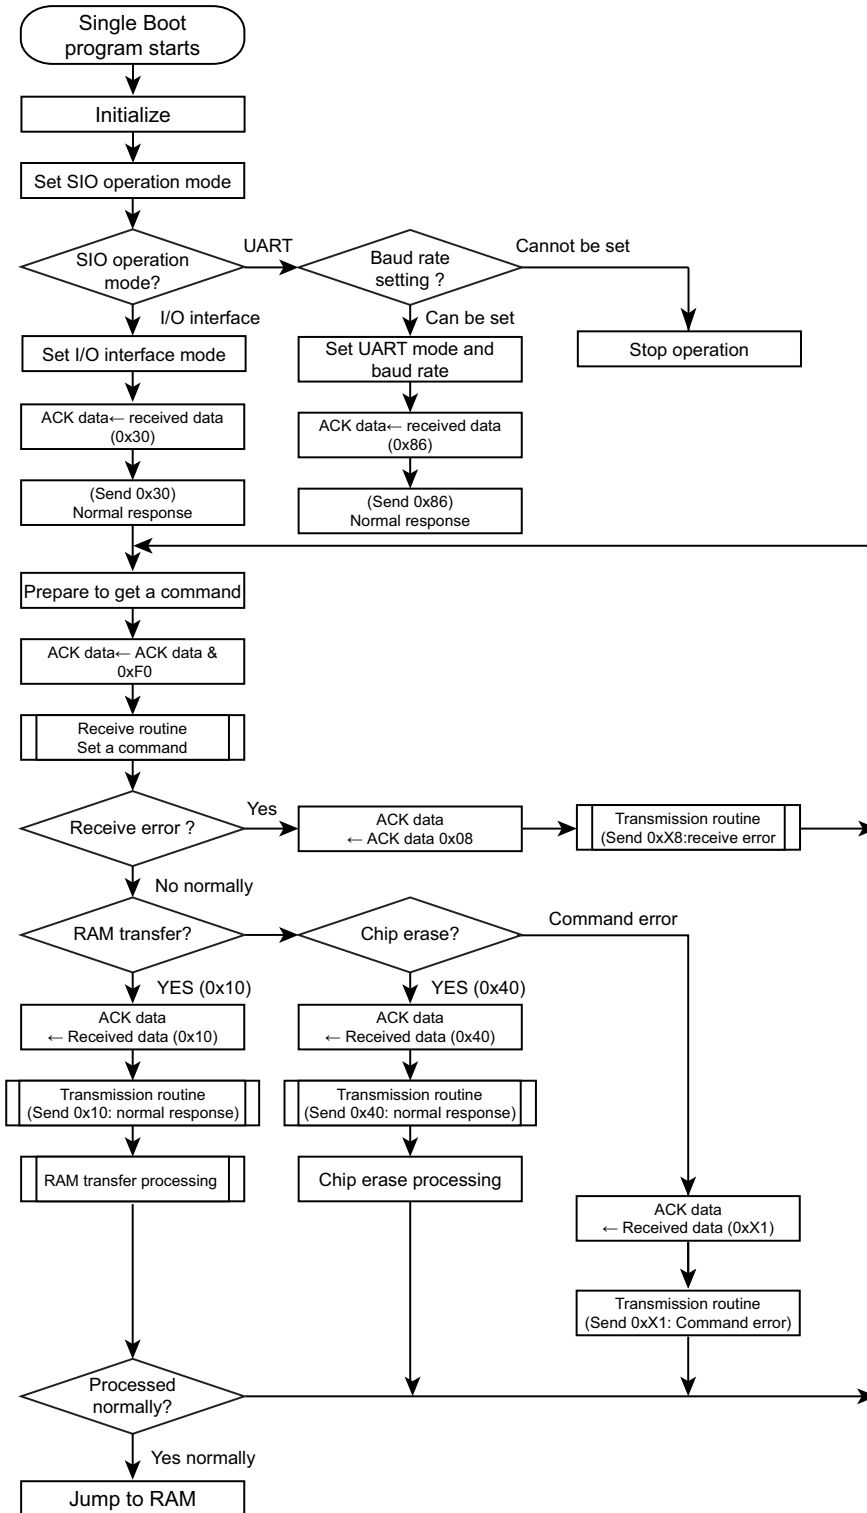 Single Boot
program starts
Initialize
Set SIO operation mode
SIO operation
mode?
UART
Baud rate
setting ?
Cannot be set
I/O interface
Can be set
Set I/O interface mode
Set UART mode and
baud rate
Stop operation
ACK data← received data
(0x30)
ACK data← received data
(0x86)
(Send 0x30)
Normal response
(Send 0x86)
Normal response
Prepare to get a command
ACK data← ACK data &
0xF0
Receive routine
Set a command
Receive error ?
Yes
ACK data
← ACK data 0x08
Transmission routine
(Send 0xX8:receive error
No normally
RAM transfer?
Chip erase?
Command error
YES (0x10)
YES (0x40)
ACK data
← Received data (0x10)
ACK data
← Received data (0x40)
Transmission routine
(Send 0x10: normal response)
Transmission routine
(Send 0x40: normal response)
RAM transfer processing
Chip erase processing
ACK data
← Received data (0xX1)
Transmission routine
(Send 0xX1: Command error)
Processed
normally?
Yes normally
Jump to RAM